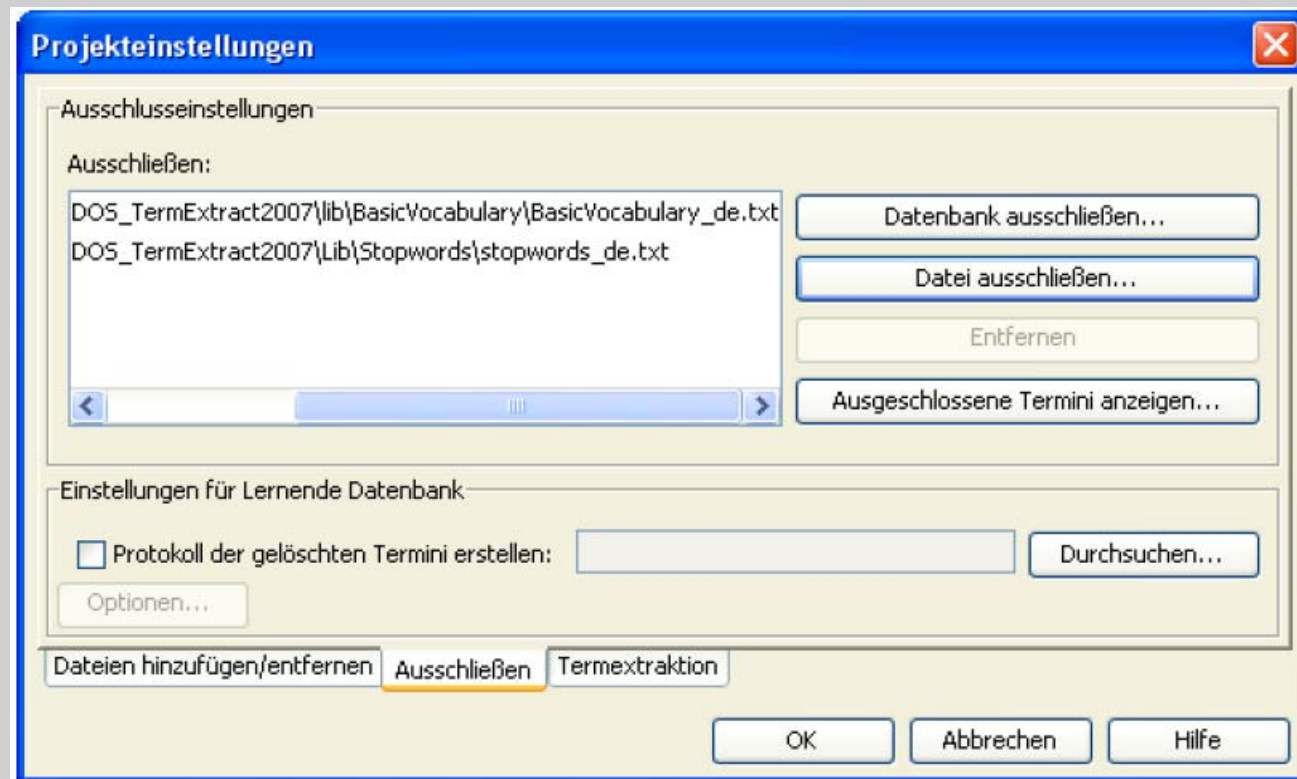 Projekteinstellungen
Ausschlusseinstellungen
Ausschließen:
DOS_TermExtract2007\lib\BasicVocabulary\BasicVocabulary_de.txt
DOS_TermExtract2007\Lib\Stopwords\stopwords_de.txt
Datenbank ausschließen...
Datei ausschließen...
Entfernen
Ausgeschlossene Termini anzeigen...
Einstellungen für Lernende Datenbank
Protokoll der gelöschten Termini erstellen:
Durchsuchen...
Optionen...
Dateien hinzufügen/entfernen
Ausschließen
Termextraktion
OK
Abbrechen
Hilfe